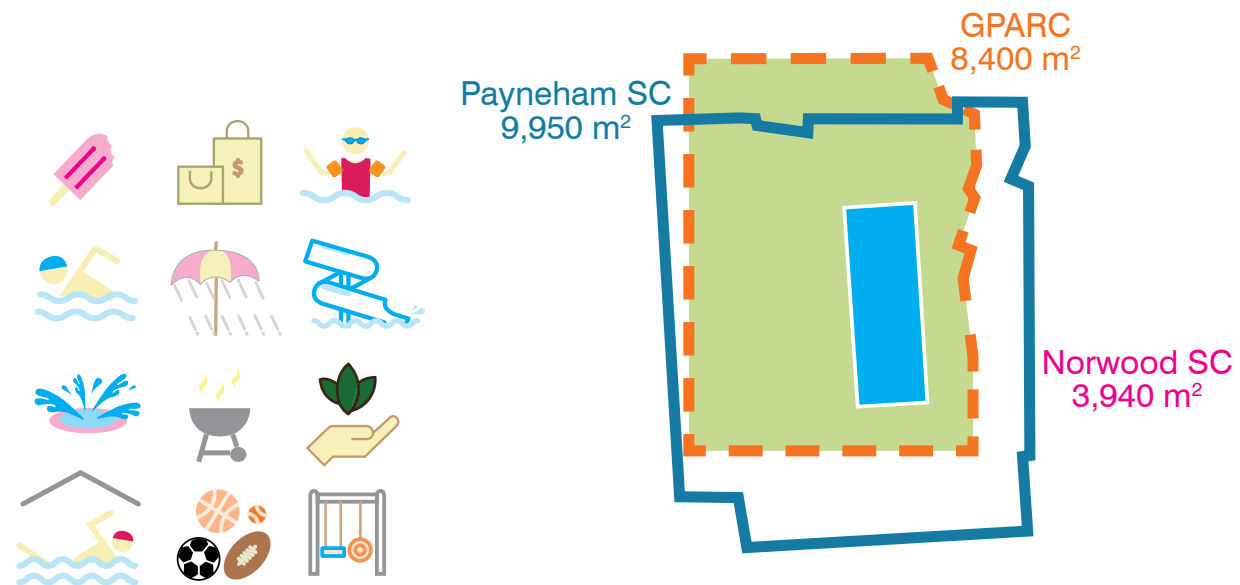 GPARC
8,400 m²
Payneham SC
9,950 m²
$
Norwood SC
3,940 m²